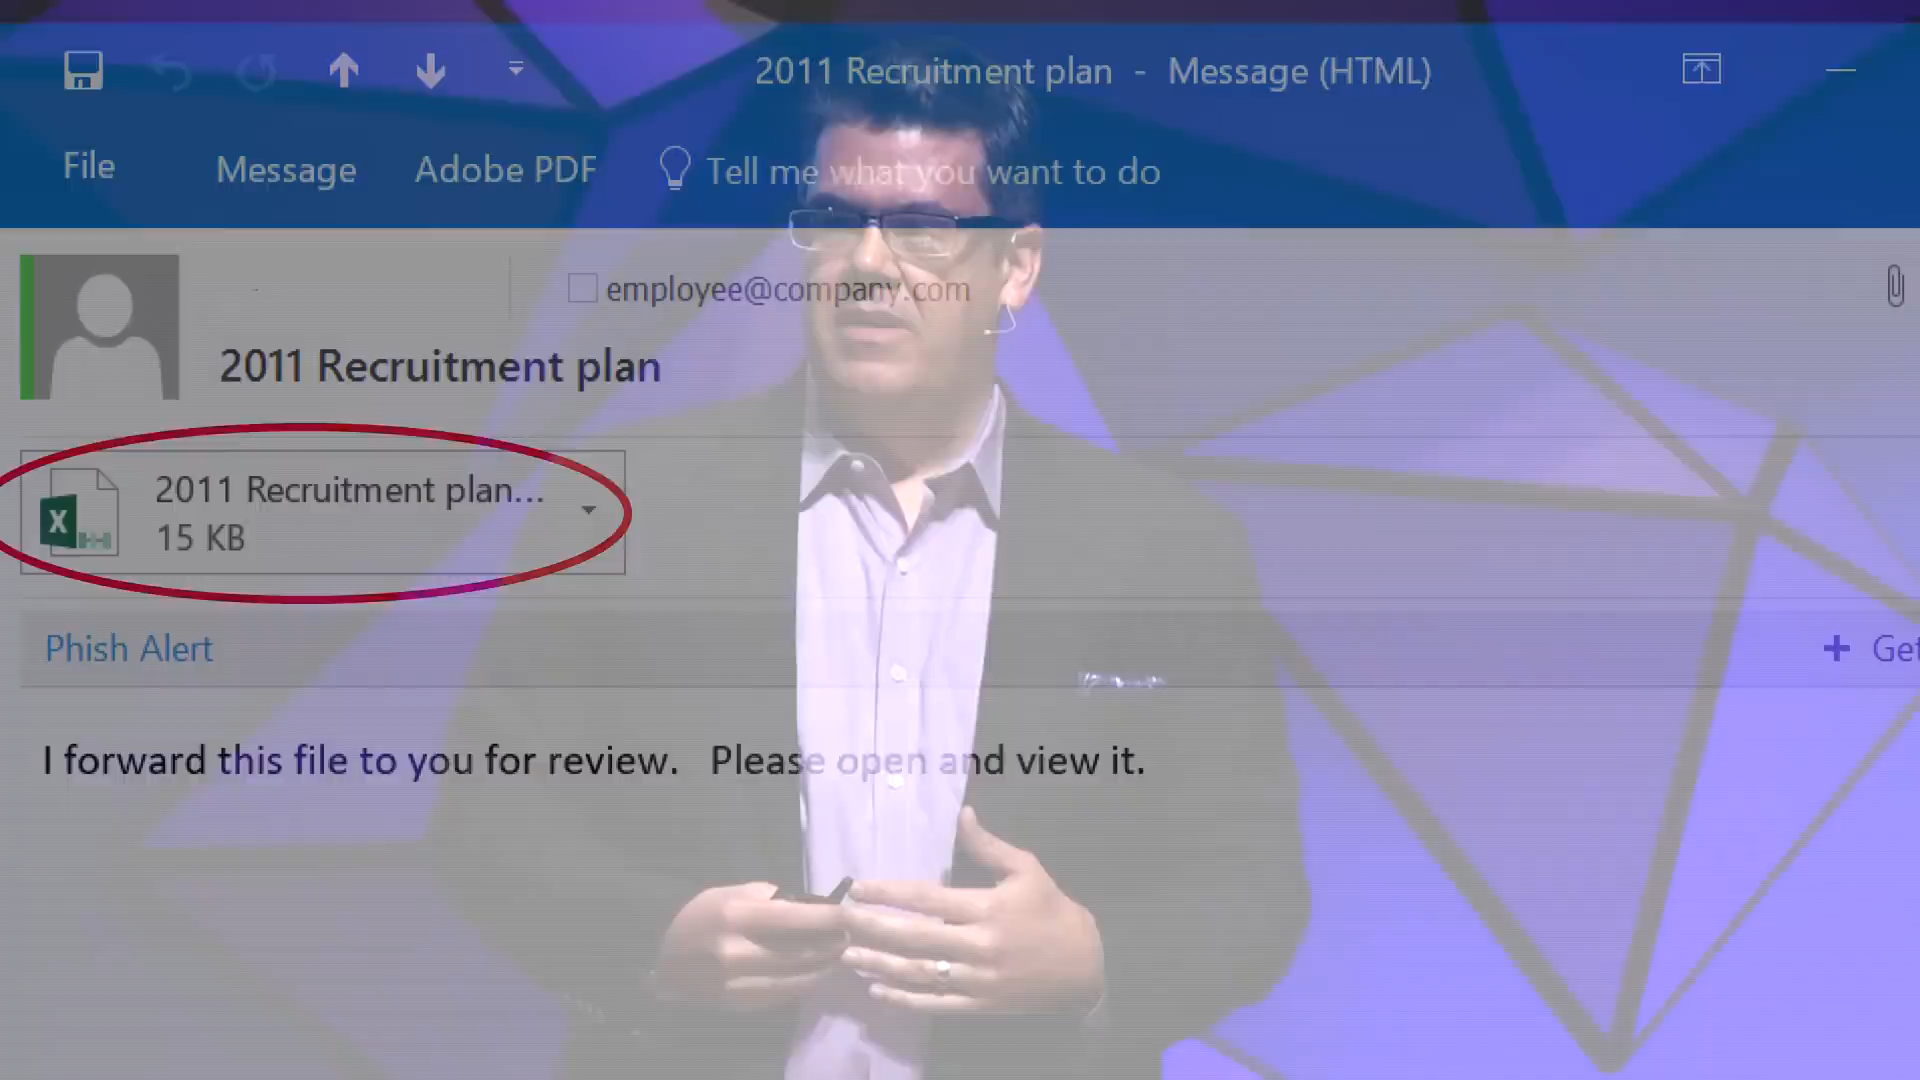 2011 Recruitment plan - Message (HTML)
File Message Adobe PDF Tell me what you want to do
employee@company.com
2011 Recruitment plan
2011 Recruitment plan...
15 KB
Phish Alert
+ Get
I forward this file to you for review. Please open and view it.